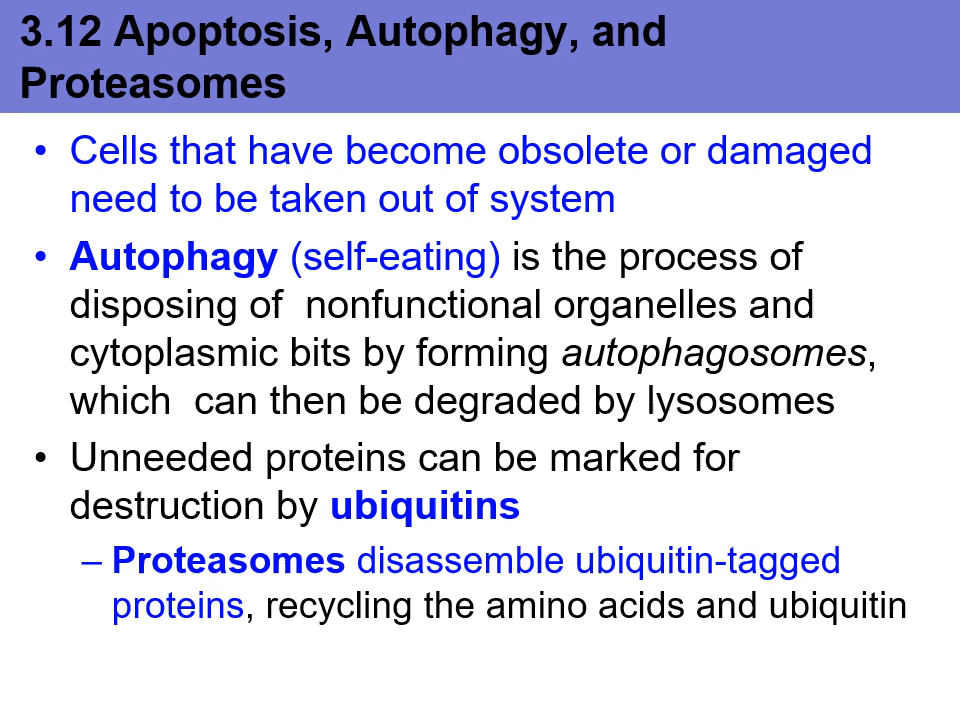 3.12 Apoptosis, Autophagy, and
Proteasomes
• Cells that have become obsolete or damaged
need to be taken out of system
• Autophagy (self-eating) is the process of
disposing of  nonfunctional organelles and
cytoplasmic bits by forming autophagosomes,
which  can then be degraded by lysosomes
• Unneeded proteins can be marked for
destruction by ubiquitins
– Proteasomes disassemble ubiquitin-tagged
proteins, recycling the amino acids and ubiquitin